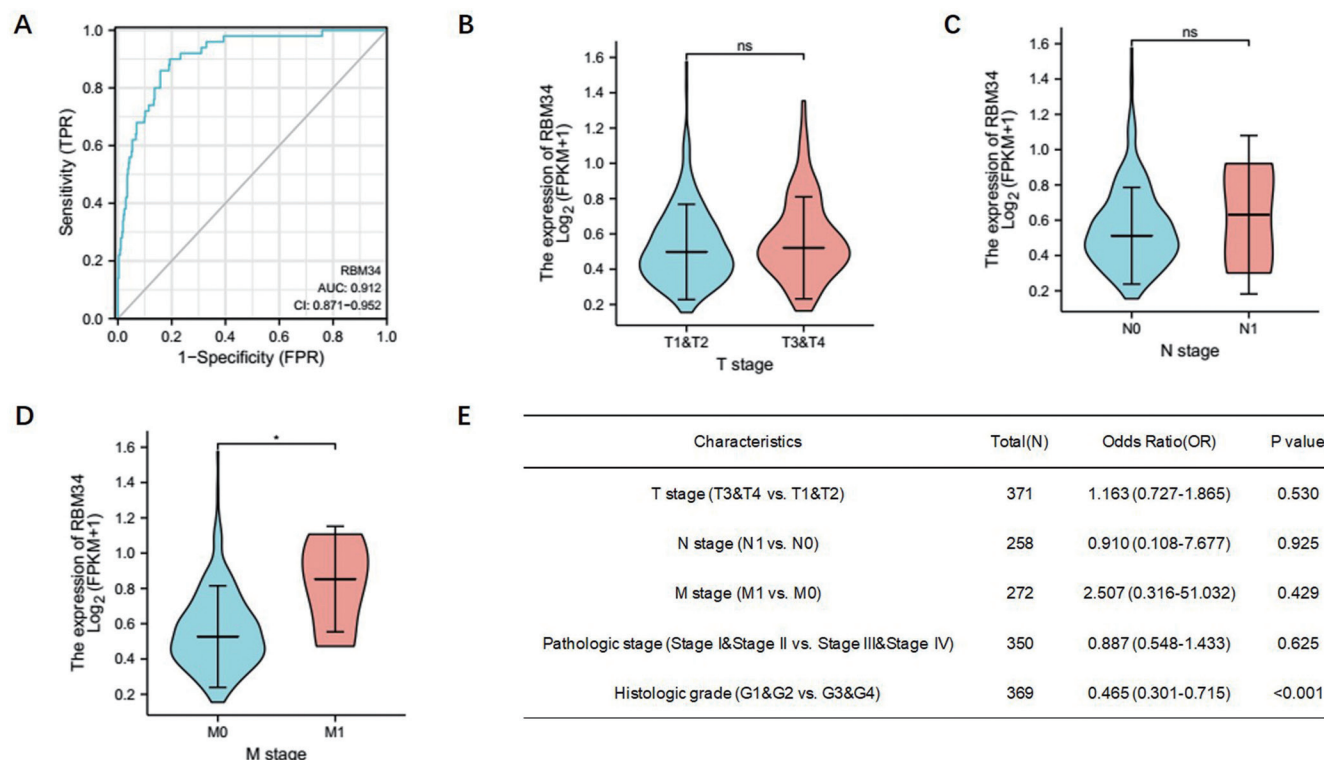 A
1.0
0.8
0.6
0.4
0.2
0.0
Sensitivity (TPR)
RBM34
AUC: 0.912
CI: 0.871–0.952
0.0 0.2 0.4 0.6 0.8 1.0
1-Specificity (FPR)
B
ns
1.6
1.4
1.2
1.0
0.8
0.6
0.4
0.2
The expression of RBM34
Log2 (FPKM+1)
T1&T2 T3&T4
T stage
C
ns
1.6
1.4
1.2
1.0
0.8
0.6
0.4
0.2
The expression of RBM34
Log2 (FPKM+1)
N0 N1
N stage
D
*
1.6
1.4
1.2
1.0
0.8
0.6
0.4
0.2
The expression of RBM34
Log2 (FPKM+1)
M0 M1
M stage
E
Characteristics Total(N) Odds Ratio(OR) P value
T stage (T3&T4 vs. T1&T2) 371 1.163 (0.727-1.865) 0.530
N stage (N1 vs. N0) 258 0.910 (0.108-7.677) 0.925
M stage (M1 vs. M0) 272 2.507 (0.316-51.032) 0.429
Pathologic stage (Stage I&Stage II vs. Stage III&Stage IV) 350 0.887 (0.548-1.433) 0.625
Histologic grade (G1&G2 vs. G3&G4) 369 0.465 (0.301-0.715) <0.001